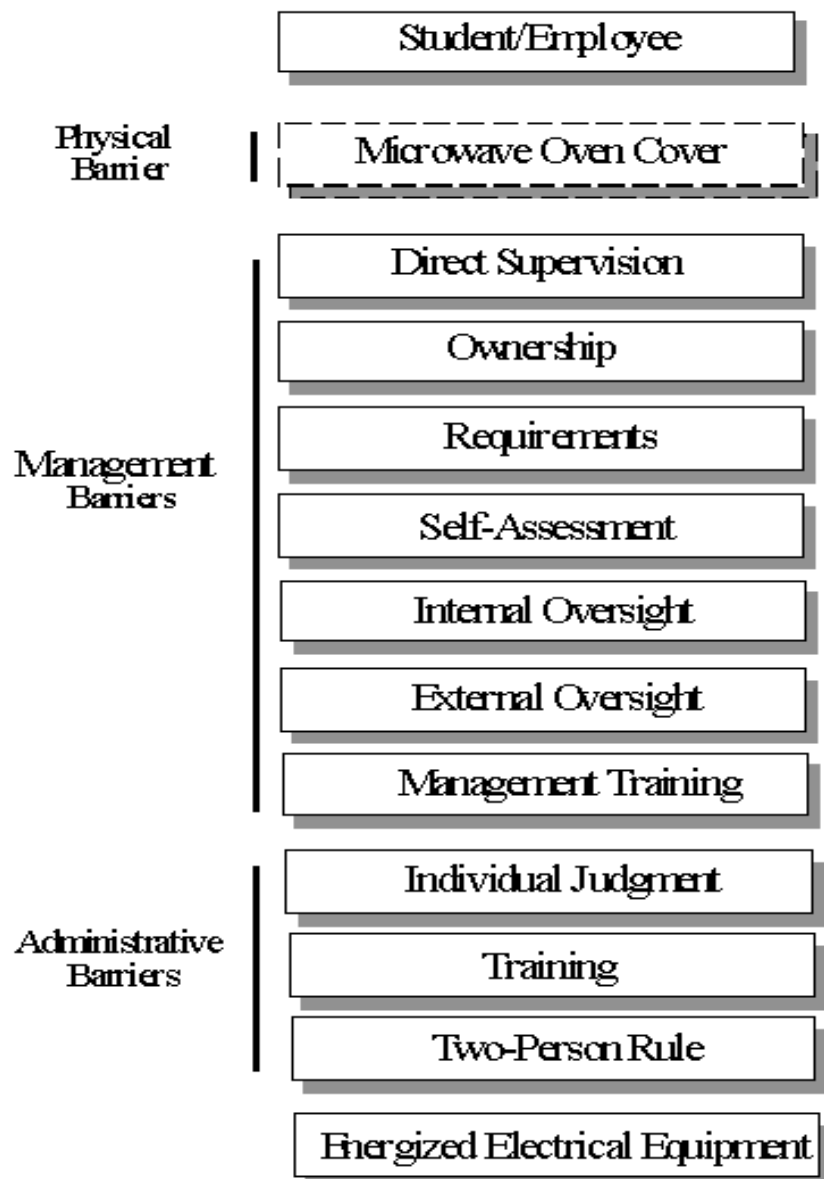 Student/Employee
Physical
Barrier
Microwave Oven Cover
Direct Supervision
Ownership
Requirements
Management
Barriers
Self-Assessment
Internal Oversight
External Oversight
Management Training
Individual Judgment
Administrative
Barriers
Training
Two-Person Rule
Energized Electrical Equipment